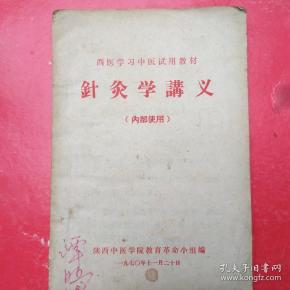 西医学习中医试用教材
針灸学講义
（内部使用）
陕西中医学院教育革命小组编
一九七〇年十一月二十日
孔夫子旧书网